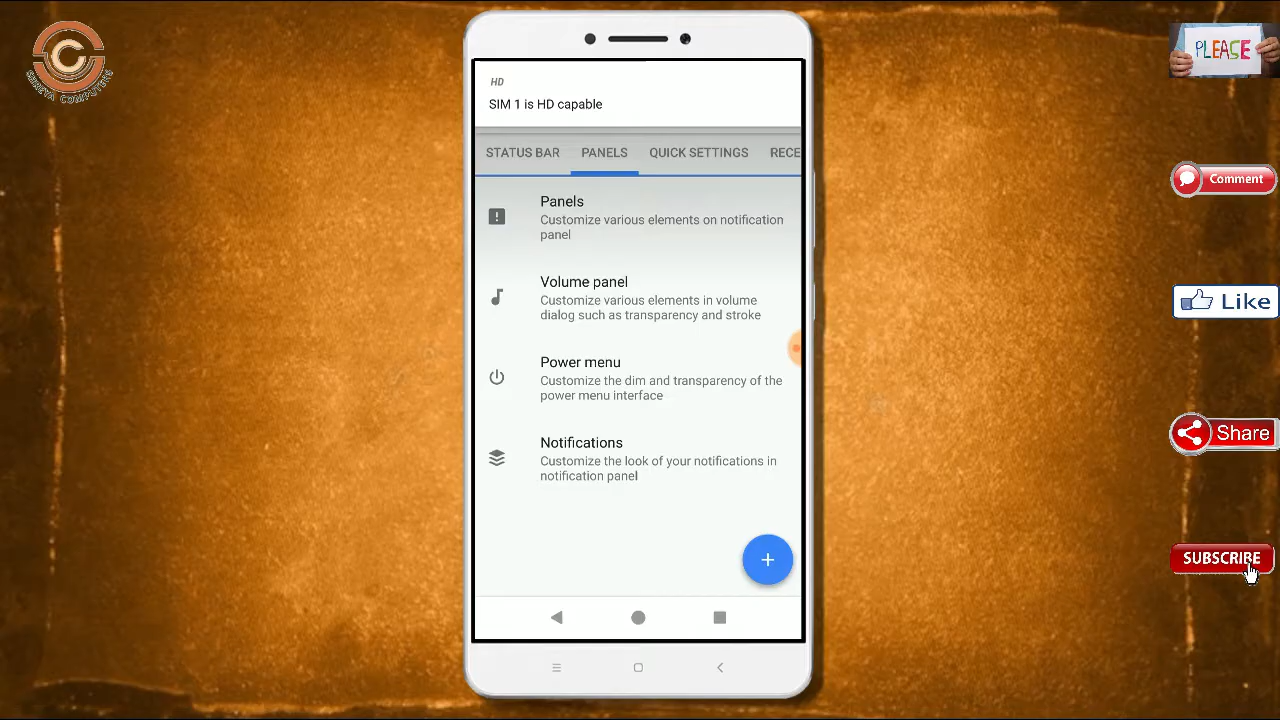 C
SHREYA COMPUTERS
PLEASE
HD
SIM 1 is HD capable
STATUS BAR PANELS QUICK SETTINGS RECE
Panels
Customize various elements on notification
panel
Volume panel
Customize various elements in volume
dialog such as transparency and stroke
Power menu
Customize the dim and transparency of the
power menu interface
Notifications
Customize the look of your notifications in
notification panel
Comment
Like
Share
SUBSCRIBE